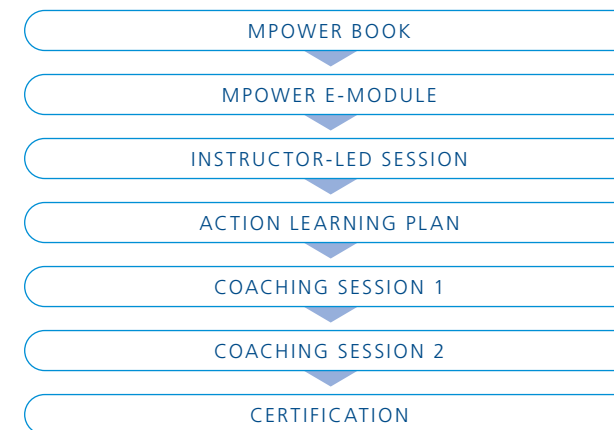 MPOWER BOOK
MPOWER E-MODULE
INSTRUCTOR-LED SESSION
ACTION LEARNING PLAN
COACHING SESSION 1
COACHING SESSION 2
CERTIFICATION